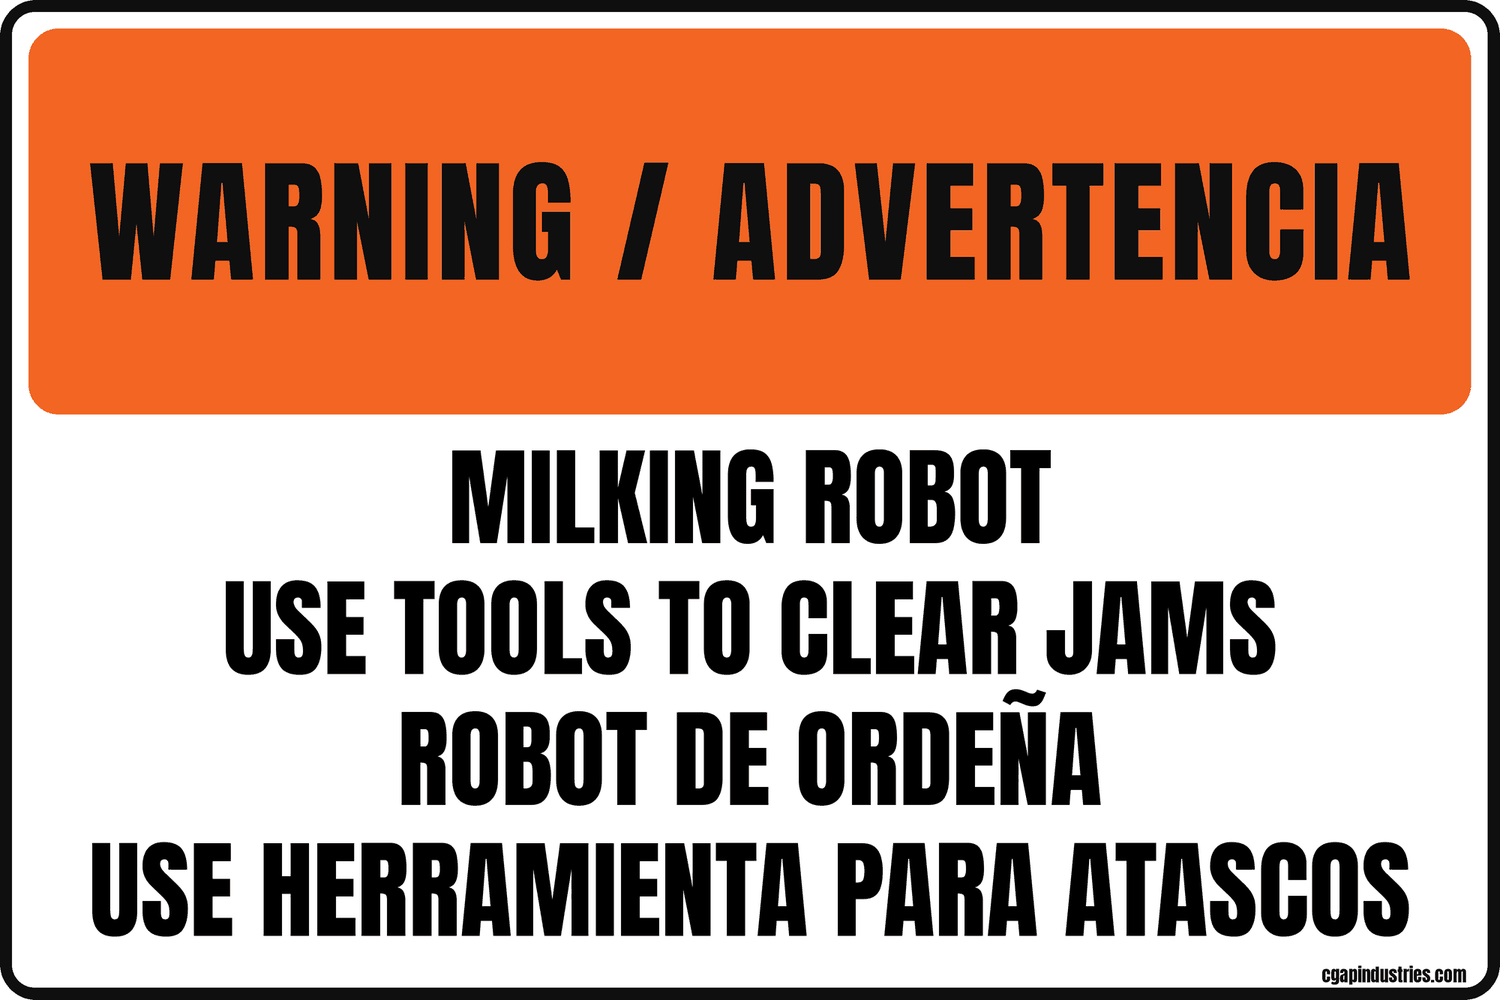 WARNING / ADVERTENCIA
MILKING ROBOT
USE TOOLS TO CLEAR JAMS
ROBOT DE ORDEÑA
USE HERRAMIENTA PARA ATASCOS
cgapindustries.com